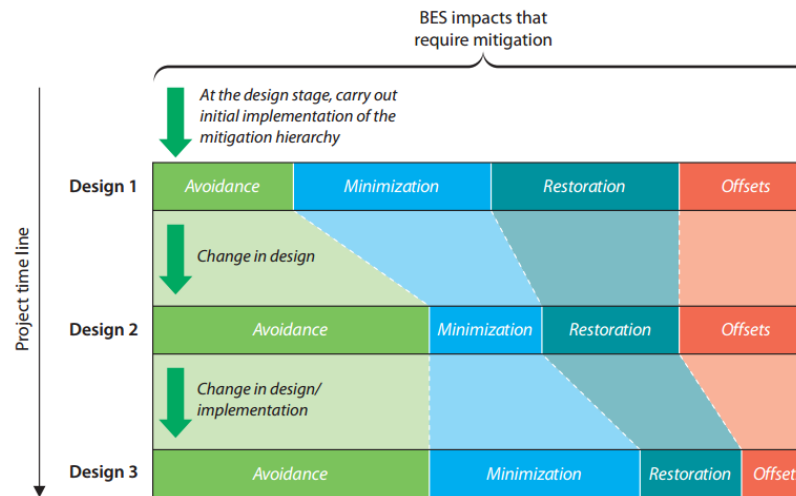 BES impacts that
require mitigation
At the design stage, carry out
initial implementation of the
mitigation hierarchy
Project time line
Design 1
Avoidance
Minimization
Restoration
Offsets
Change in design
Design 2
Avoidance
Minimization
Restoration
Offsets
Change in design/
implementation
Design 3
Avoidance
Minimization
Restoration
Offsets